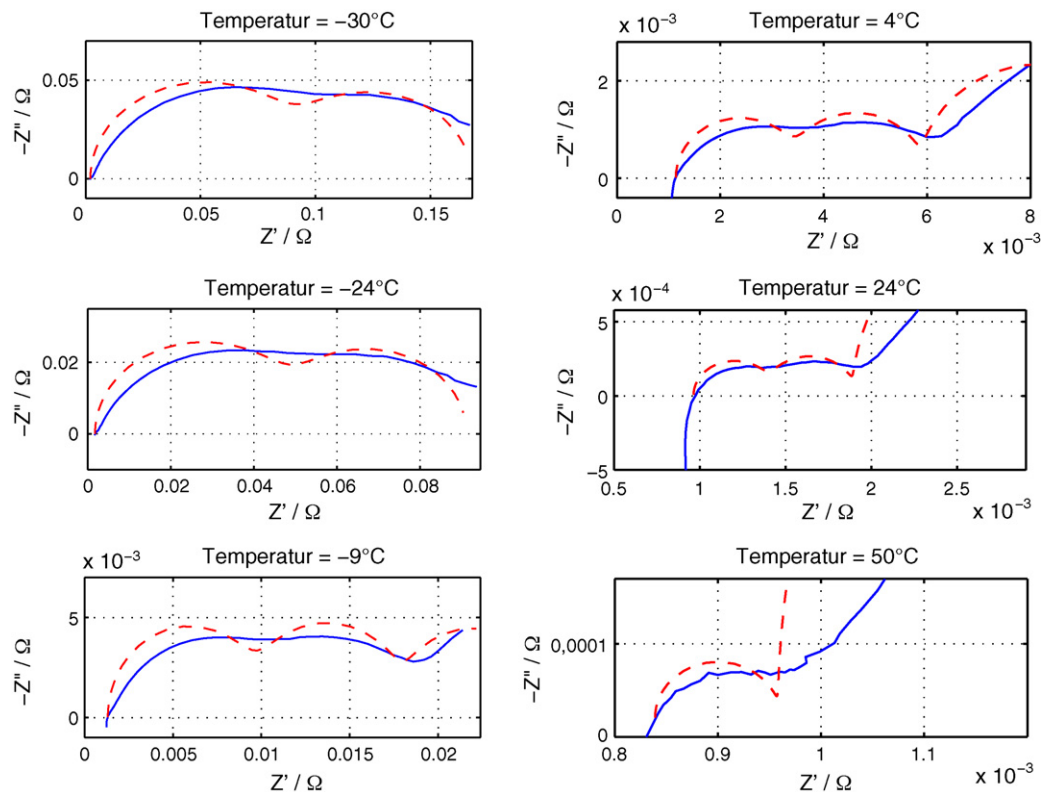 Temperatur = −30°C
0.05
0
−Z'' / Ω
0
0.05
0.1
0.15
Z' / Ω
x 10⁻³
Temperatur = 4°C
2
0
−Z'' / Ω
0
2
4
6
8
Z' / Ω
x 10⁻³
Temperatur = −24°C
0.02
0
−Z'' / Ω
0
0.02
0.04
0.06
0.08
Z' / Ω
x 10⁻⁴
Temperatur = 24°C
5
0
−5
−Z'' / Ω
0.5
1
1.5
2
2.5
Z' / Ω
x 10⁻³
x 10⁻³
Temperatur = −9°C
5
0
−Z'' / Ω
0
0.005
0.01
0.015
0.02
Z' / Ω
Temperatur = 50°C
0,0001
0
−Z'' / Ω
0.8
0.9
1
1.1
Z' / Ω
x 10⁻³